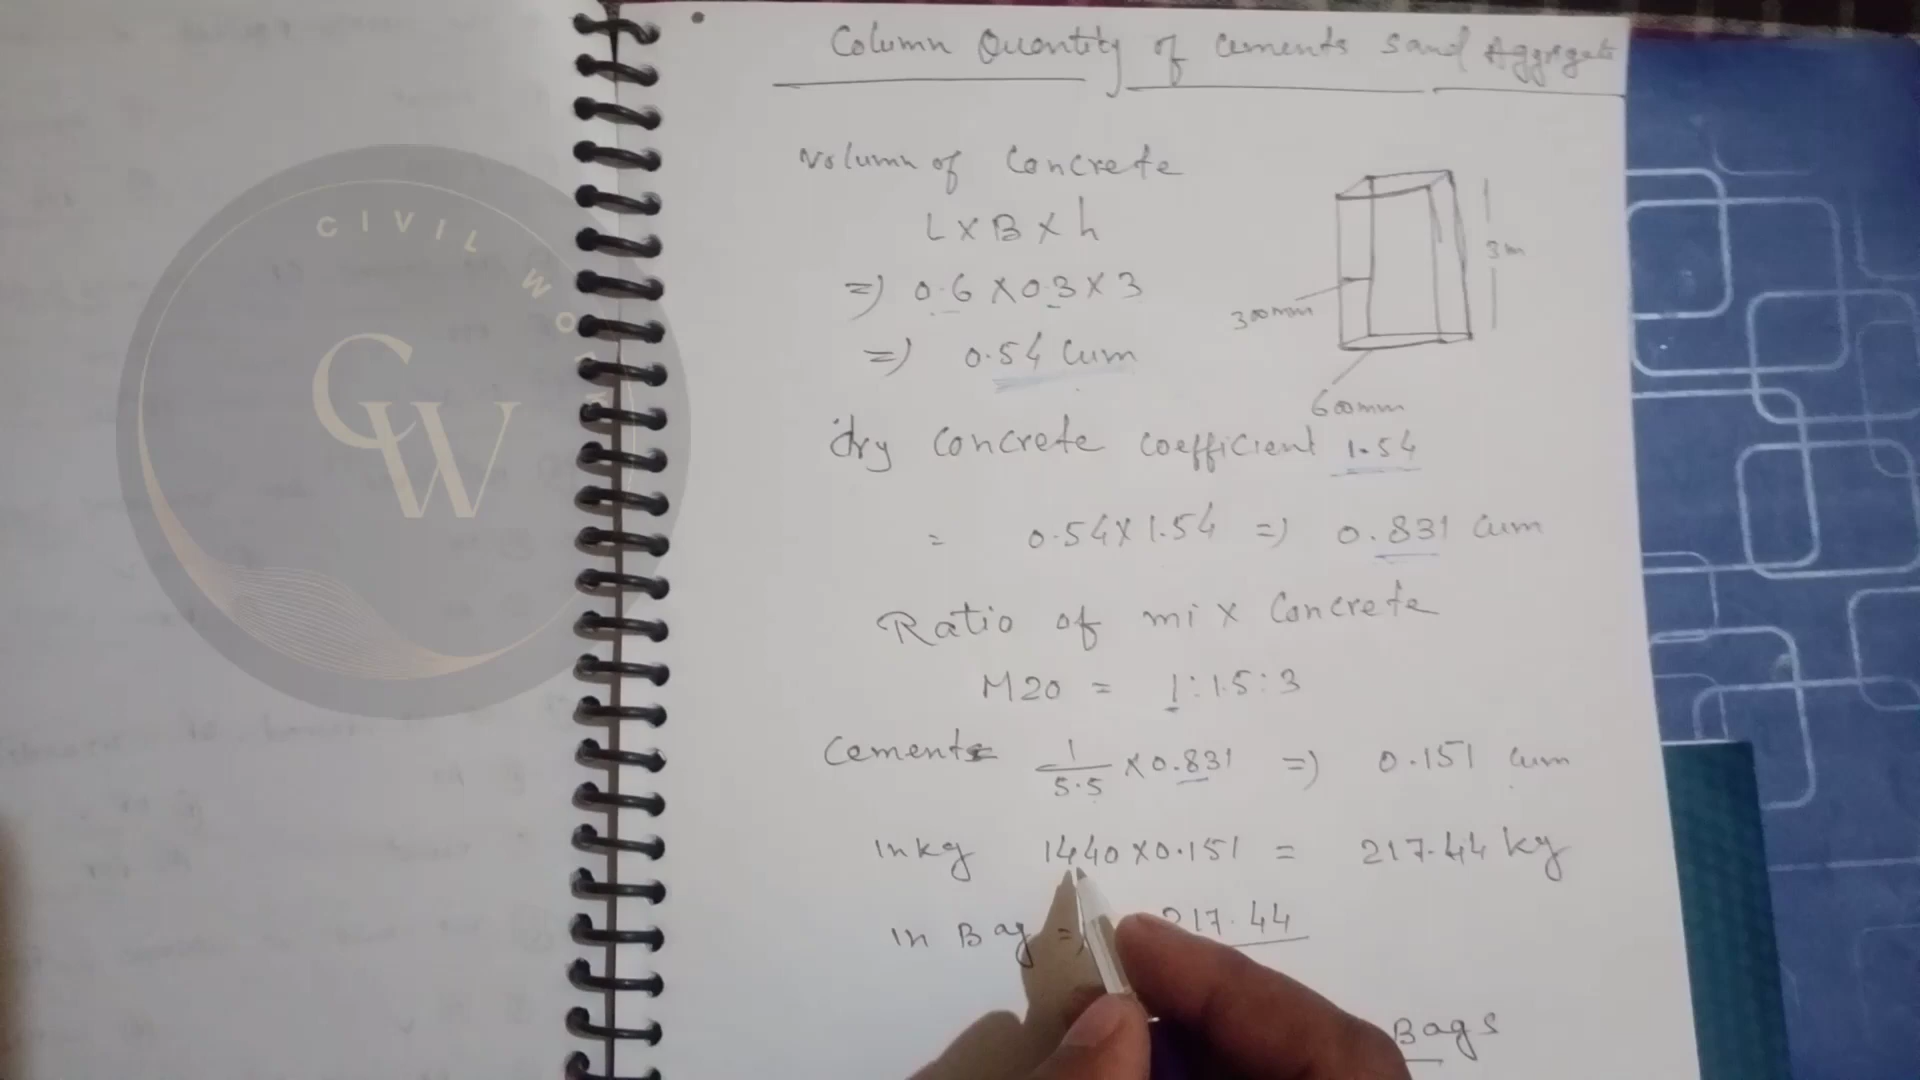 Column Quantity of cements sand Aggregate
Volumn of Concrete
L X B X h
=) 0.6 X 0.3 X 3
=) 0.54 Cum
3m
300mm
600mm
dry Concrete coefficient 1.54
= 0.54 X 1.54 =) 0.831 Cum
Ratio of mix Concrete
M20 = 1 : 1.5 : 3
Cements 1/5.5 X 0.831 =) 0.151 Cum
In kg 1440 X 0.151 = 217.44 kg
In Bag =) 217.44
Bags
CIVIL WO
CW